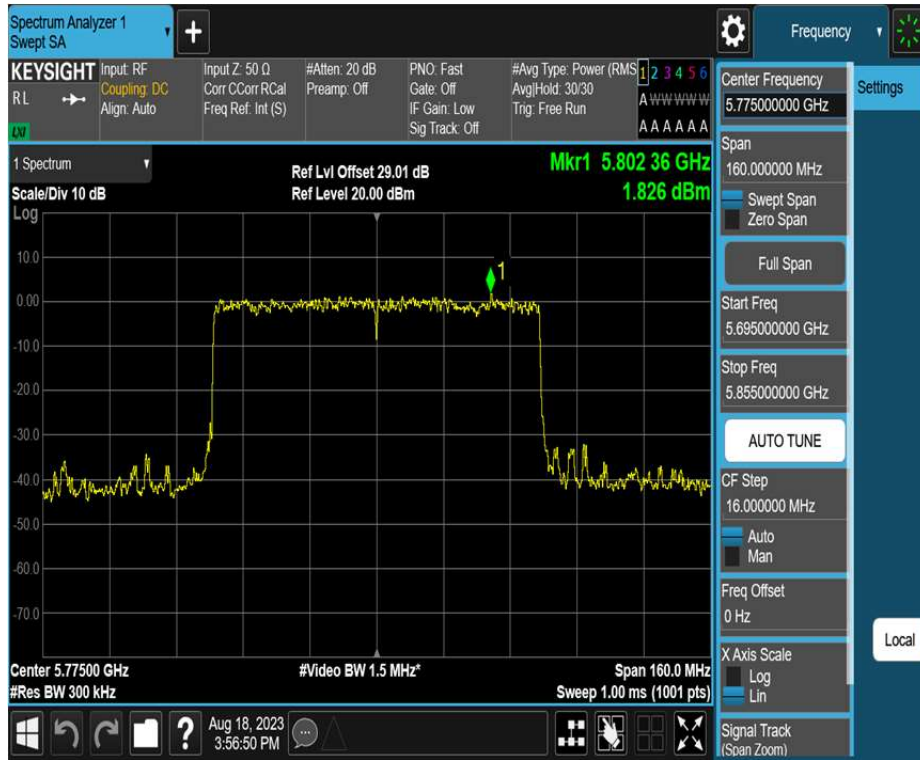 Spectrum Analyzer 1
Swept SA
+
Frequency
KEYSIGHT
R L
LXI
Input: RF
Coupling: DC
Align: Auto
Input Z: 50 Ω
Corr CCorr RCal
Freq Ref: Int (S)
#Atten: 20 dB
Preamp: Off
PNO: Fast
Gate: Off
IF Gain: Low
Sig Track: Off
#Avg Type: Power (RMS
Avg|Hold: 30/30
Trig: Free Run
1 2 3 4 5 6
A W W W W W
A A A A A A
1 Spectrum
Scale/Div 10 dB
Log
Ref Lvl Offset 29.01 dB
Ref Level 20.00 dBm
Mkr1 5.802 36 GHz
1.826 dBm
10.0
0.00
-10.0
-20.0
-30.0
-40.0
-50.0
-60.0
-70.0
1
Center 5.77500 GHz
#Res BW 300 kHz
#Video BW 1.5 MHz*
Span 160.0 MHz
Sweep 1.00 ms (1001 pts)
?
Aug 18, 2023
3:56:50 PM
Center Frequency
5.775000000 GHz
Span
160.000000 MHz
Swept Span
Zero Span
Full Span
Start Freq
5.695000000 GHz
Stop Freq
5.855000000 GHz
AUTO TUNE
CF Step
16.000000 MHz
Auto
Man
Freq Offset
0 Hz
X Axis Scale
Log
Lin
Signal Track
(Span Zoom)
Settings
Local